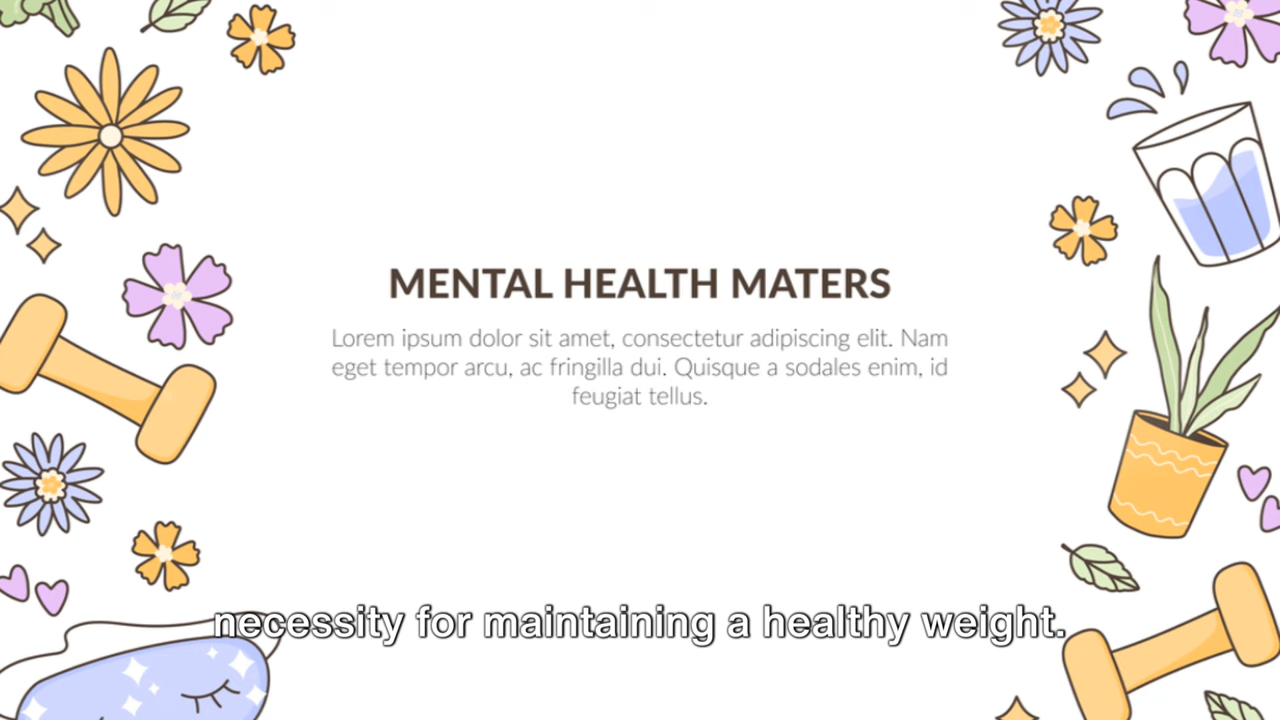 MENTAL HEALTH MATERS
Lorem ipsum dolor sit amet, consectetur adipiscing elit. Nam
eget tempor arcu, ac fringilla dui. Quisque a sodales enim, id
feugiat tellus.
necessity for maintaining a healthy weight.